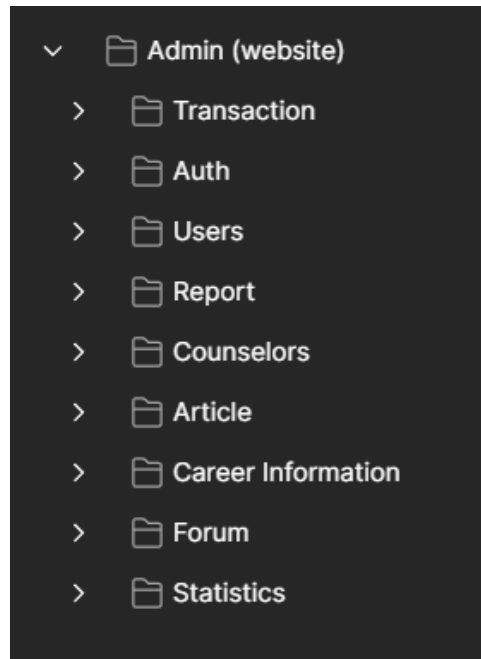 Admin (website)
Transaction
Auth
Users
Report
Counselors
Article
Career Information
Forum
Statistics